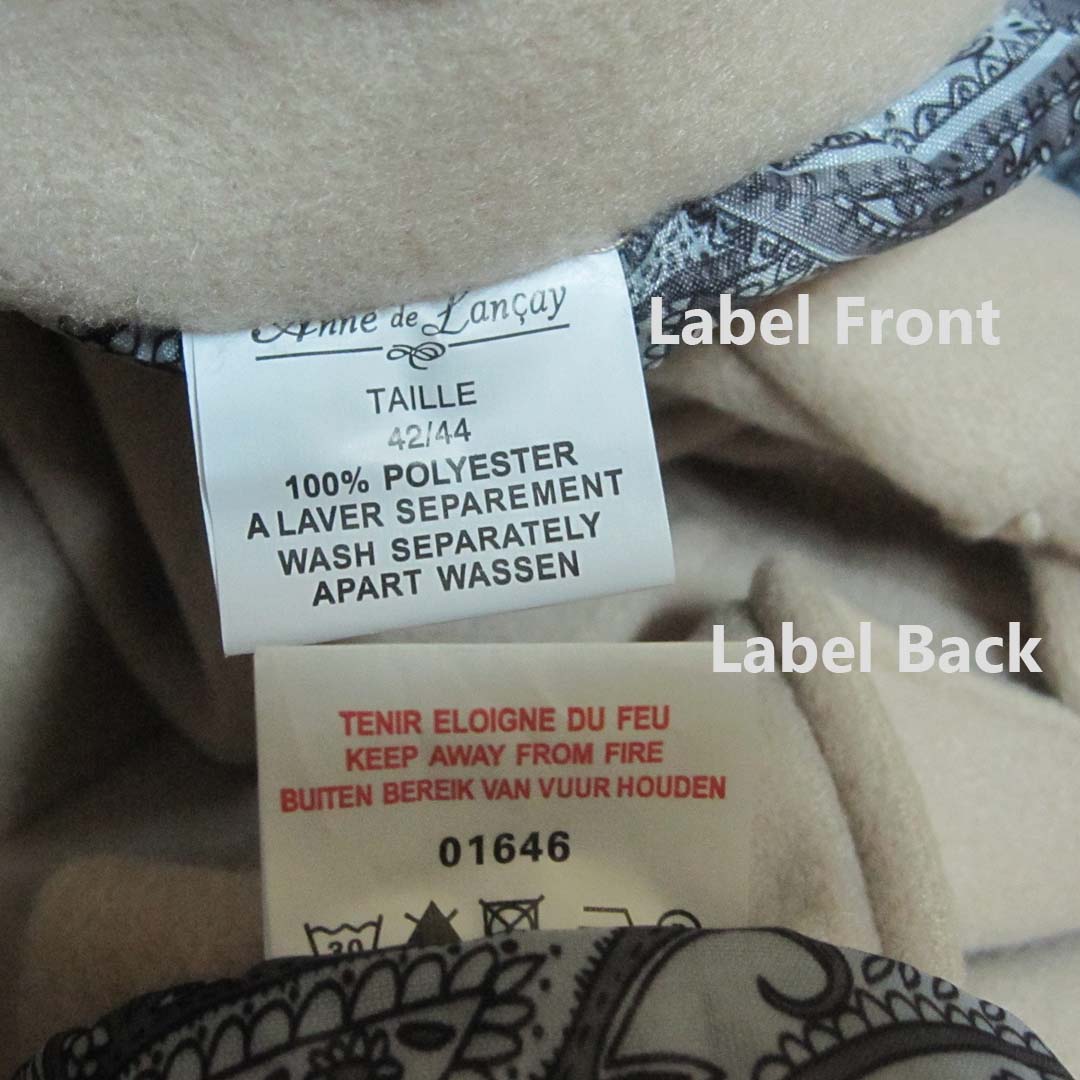 Anne de Lançay
Label Front
TAILLE
42/44
100% POLYESTER
A LAVER SEPAREMENT
WASH SEPARATELY
APART WASSEN
Label Back
TENIR ELOIGNE DU FEU
KEEP AWAY FROM FIRE
BUITEN BEREIK VAN VUUR HOUDEN
01646
30